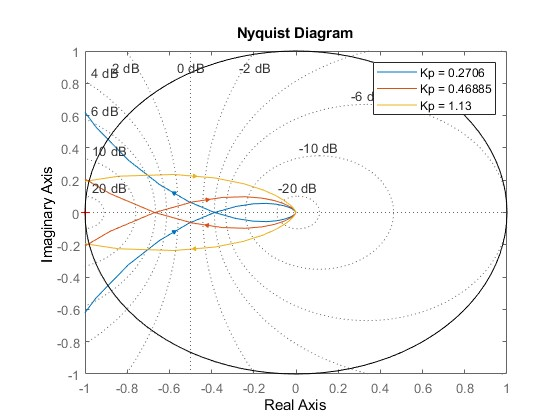 Nyquist Diagram
1
0.8
0.6
0.4
0.2
0
-0.2
-0.4
-0.6
-0.8
-1
Imaginary Axis
4 dB
2 dB
0 dB
-2 dB
6 dB
-6 d
10 dB
-10 dB
20 dB
-20 dB
Kp = 0.2706
Kp = 0.46885
Kp = 1.13
-1 -0.8 -0.6 -0.4 -0.2 0 0.2 0.4 0.6 0.8 1
Real Axis